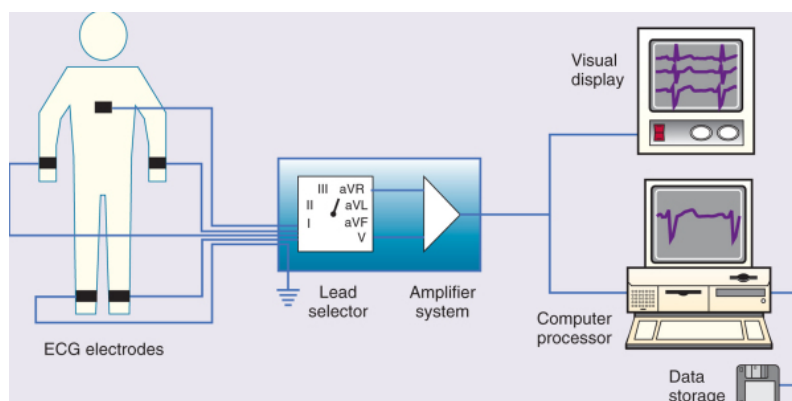 Visual
display
III aVR
II aVL
I aVF
V
Lead
selector
Amplifier
system
ECG electrodes
Computer
processor
Data
storage